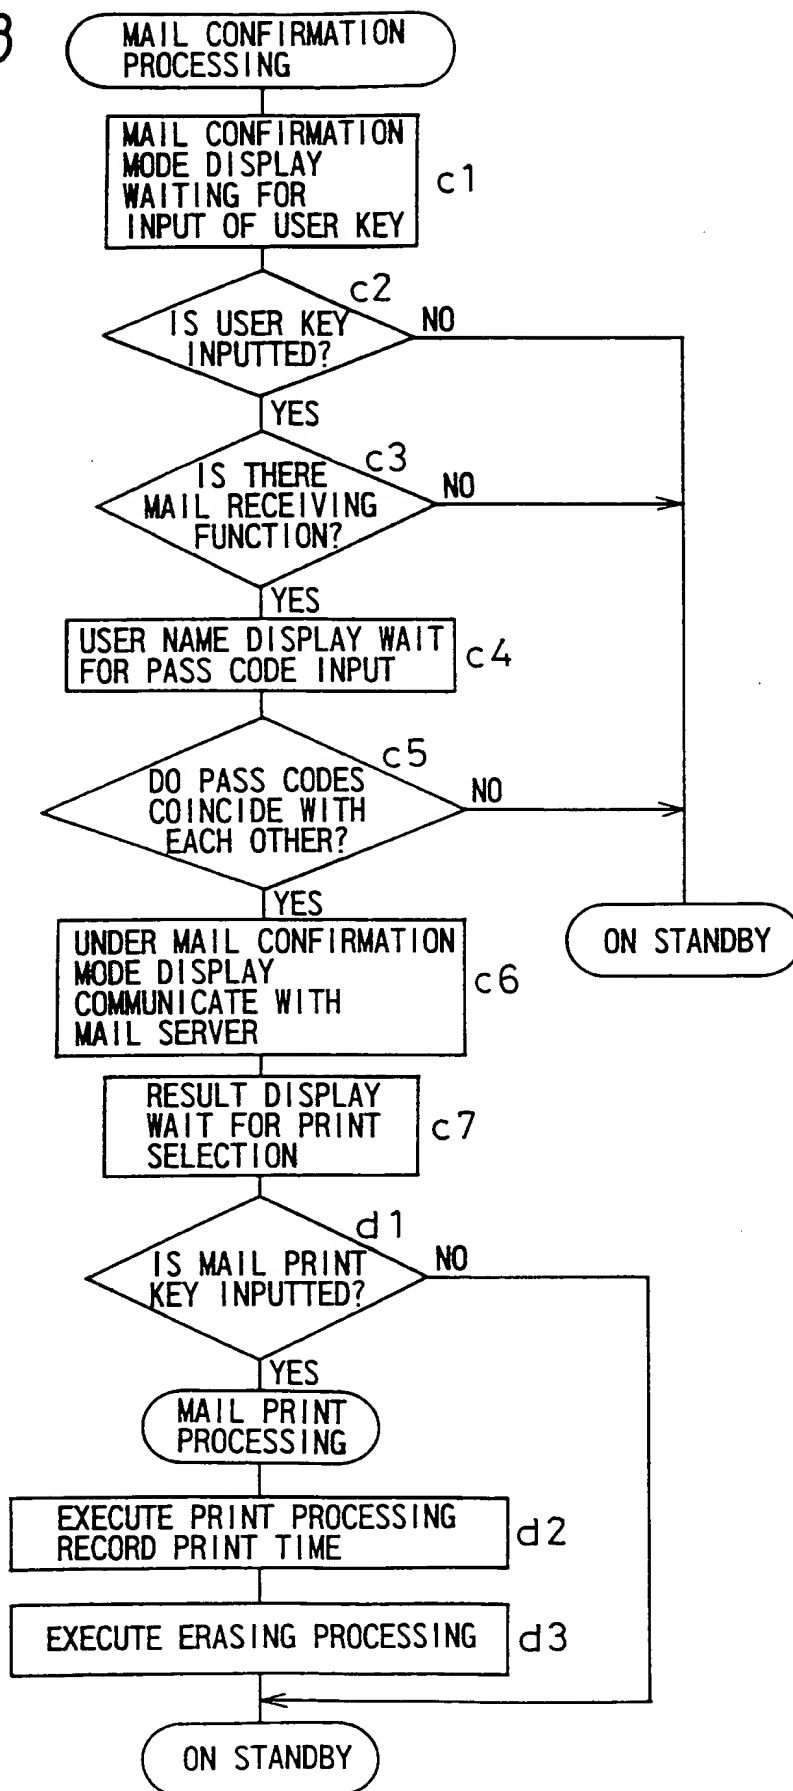 MAIL CONFIRMATION
PROCESSING
MAIL CONFIRMATION
MODE DISPLAY
WAITING FOR
INPUT OF USER KEY
c1
c2
IS USER KEY
INPUTTED?
NO
YES
c3
IS THERE
MAIL RECEIVING
FUNCTION?
NO
YES
USER NAME DISPLAY WAIT
FOR PASS CODE INPUT
c4
c5
DO PASS CODES
COINCIDE WITH
EACH OTHER?
NO
YES
ON STANDBY
UNDER MAIL CONFIRMATION
MODE DISPLAY
COMMUNICATE WITH
MAIL SERVER
c6
RESULT DISPLAY
WAIT FOR PRINT
SELECTION
c7
d1
IS MAIL PRINT
KEY INPUTTED?
NO
YES
MAIL PRINT
PROCESSING
EXECUTE PRINT PROCESSING
RECORD PRINT TIME
d2
EXECUTE ERASING PROCESSING
d3
ON STANDBY